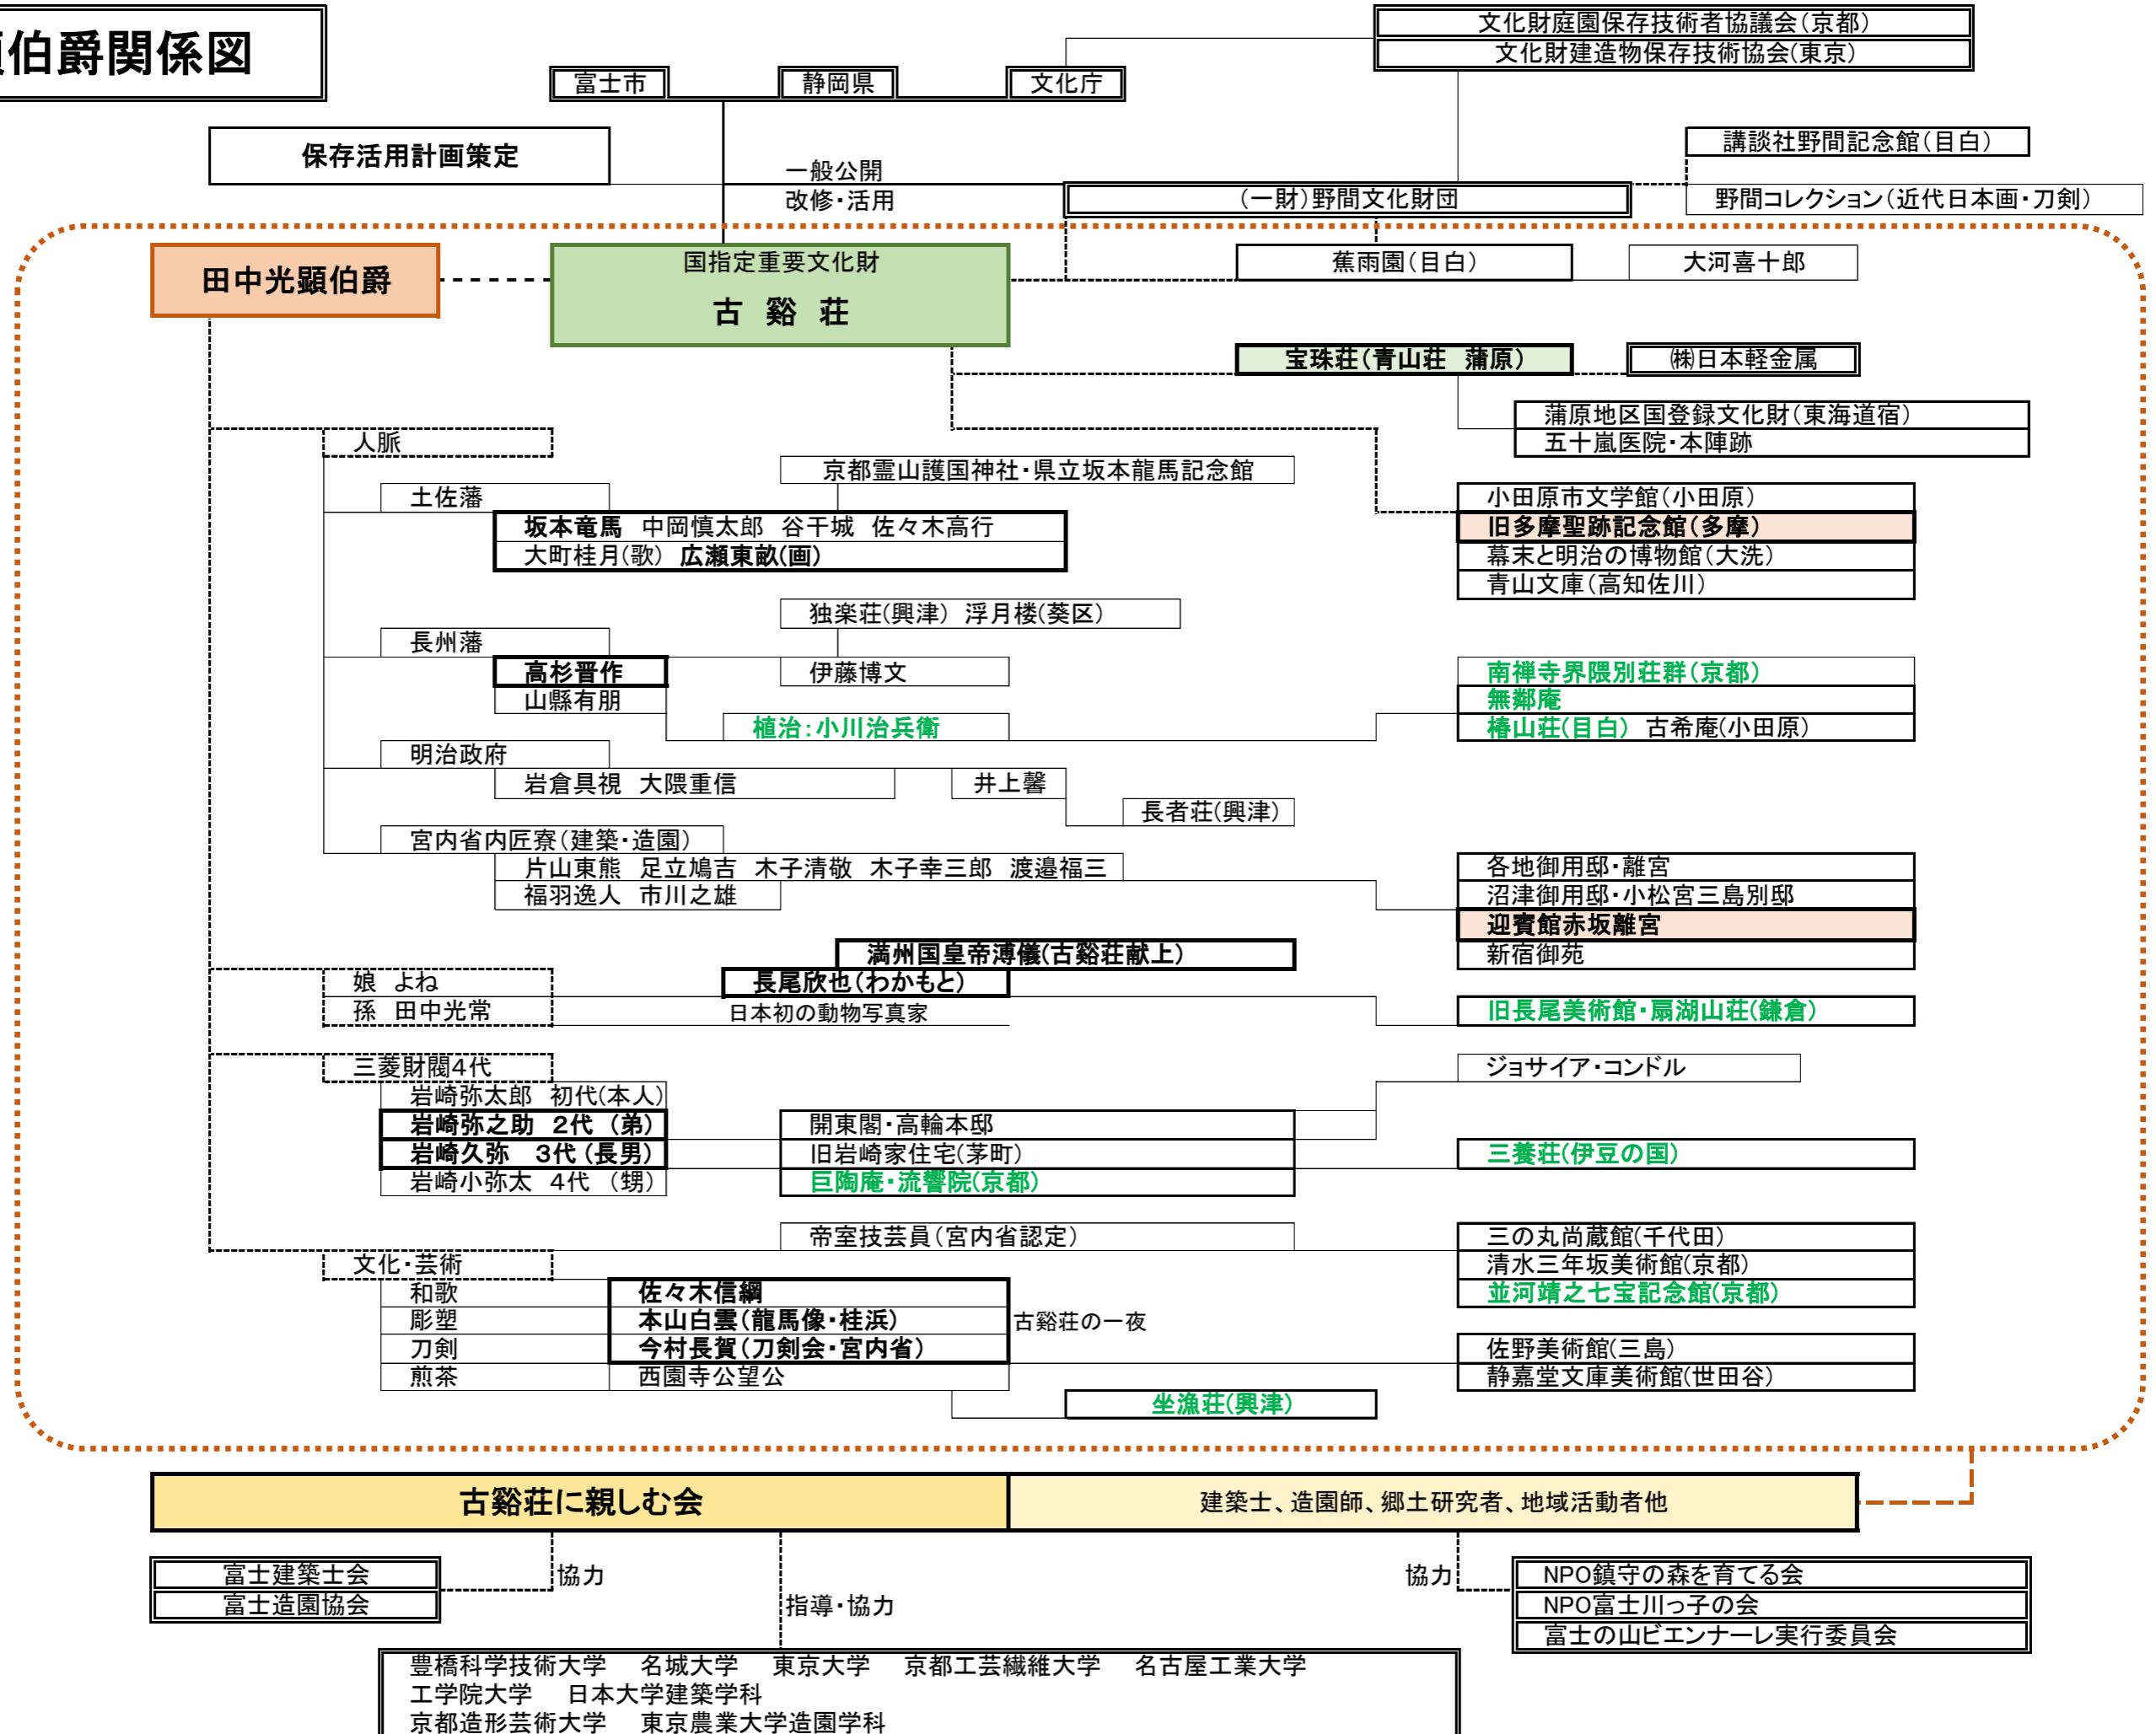 伯爵関係図
文化財庭園保存技術者協議会(京都)
文化財建造物保存技術協会(東京)
富士市
静岡県
文化庁
保存活用計画策定
講談社野間記念館(目白)
一般公開
改修・活用
(一財)野間文化財団
野間コレクション(近代日本画・刀剣)
田中光顕伯爵
国指定重要文化財
古 谿 荘
蕉雨園(目白)
大河喜十郎
宝珠荘(青山荘 蒲原)
㈱日本軽金属
蒲原地区国登録文化財(東海道宿)
五十嵐医院・本陣跡
人脈
京都霊山護国神社・県立坂本龍馬記念館
土佐藩
坂本竜馬 中岡慎太郎 谷干城 佐々木高行
大町桂月(歌) 広瀬東畝(画)
小田原市文学館(小田原)
旧多摩聖跡記念館(多摩)
幕末と明治の博物館(大洗)
青山文庫(高知佐川)
独楽荘(興津) 浮月楼(葵区)
長州藩
高杉晋作
伊藤博文
山縣有朋
植治:小川治兵衛
南禅寺界隈別荘群(京都)
無鄰庵
椿山荘(目白) 古希庵(小田原)
明治政府
岩倉具視 大隈重信
井上馨
長者荘(興津)
宮内省内匠寮(建築・造園)
片山東熊 足立鳩吉 木子清敬 木子幸三郎 渡邉福三
福羽逸人 市川之雄
各地御用邸・離宮
沼津御用邸・小松宮三島別邸
迎賓館赤坂離宮
新宿御苑
満州国皇帝溥儀(古谿荘献上)
娘 よね
長尾欣也(わかもと)
孫 田中光常
日本初の動物写真家
旧長尾美術館・扇湖山荘(鎌倉)
三菱財閥4代
ジョサイア・コンドル
岩崎弥太郎 初代(本人)
岩崎弥之助 2代 (弟)
開東閣・高輪本邸
岩崎久弥 3代(長男)
旧岩崎家住宅(茅町)
三養荘(伊豆の国)
岩崎小弥太 4代 (甥)
巨陶庵・流響院(京都)
帝室技芸員(宮内省認定)
三の丸尚蔵館(千代田)
清水三年坂美術館(京都)
並河靖之七宝記念館(京都)
文化・芸術
和歌
佐々木信綱
彫塑
本山白雲(龍馬像・桂浜)
古谿荘の一夜
刀剣
今村長賀(刀剣会・宮内省)
佐野美術館(三島)
煎茶
西園寺公望公
静嘉堂文庫美術館(世田谷)
坐漁荘(興津)
古谿荘に親しむ会
建築士、造園師、郷土研究者、地域活動者他
富士建築士会
富士造園協会
協力
指導・協力
協力
NPO鎮守の森を育てる会
NPO富士川っ子の会
富士の山ビエンナーレ実行委員会
豊橋科学技術大学 名城大学 東京大学 京都工芸繊維大学 名古屋工業大学
工学院大学 日本大学建築学科
京都造形芸術大学 東京農業大学造園学科